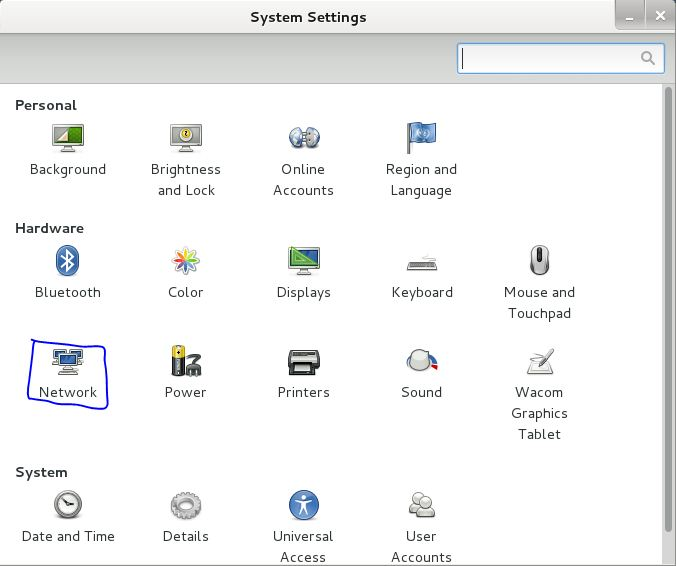 System Settings
Personal
Background
Brightness
and Lock
Online
Accounts
Region and
Language
Hardware
Bluetooth
Color
Displays
Keyboard
Mouse and
Touchpad
Network
Power
Printers
Sound
Wacom
Graphics
Tablet
System
Date and Time
Details
Universal
Access
User
Accounts